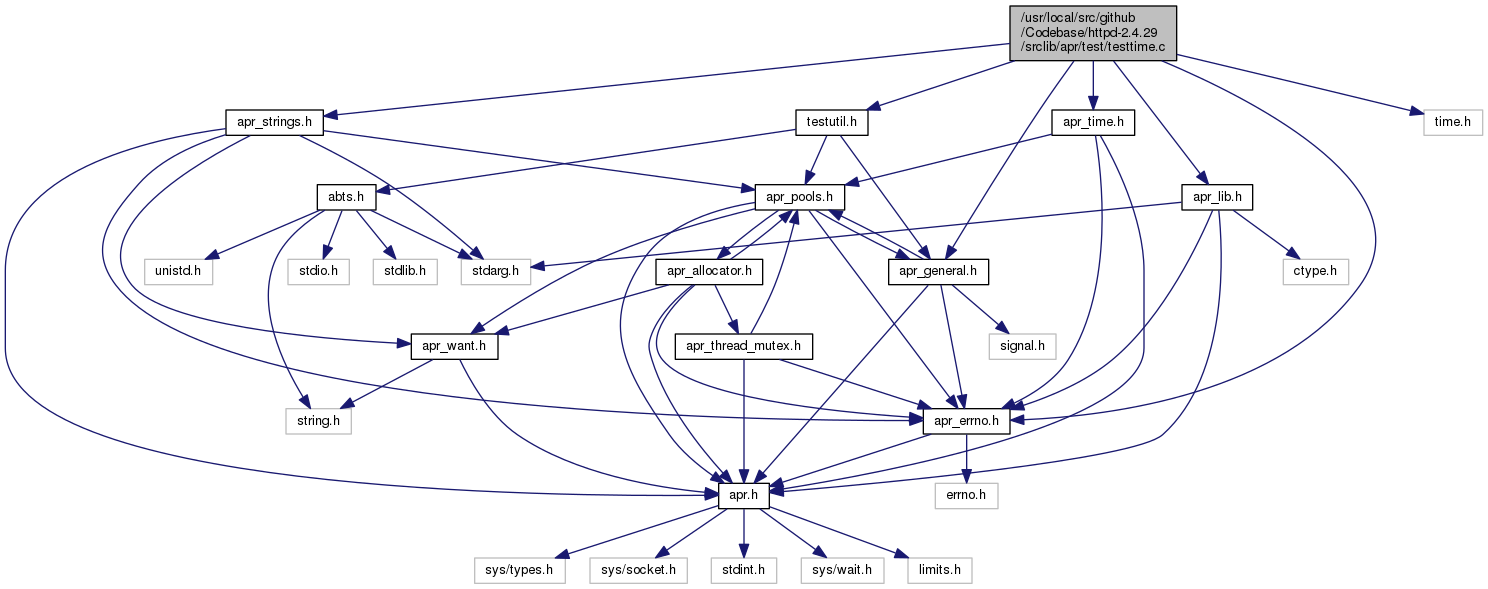 /usr/local/src/github
/Codebase/httpd-2.4.29
/srclib/apr/test/testtime.c
apr_strings.h
testutil.h
apr_time.h
time.h
abts.h
apr_pools.h
apr_lib.h
unistd.h
stdio.h
stdlib.h
stdarg.h
apr_allocator.h
apr_general.h
ctype.h
apr_want.h
apr_thread_mutex.h
signal.h
string.h
apr_errno.h
apr.h
errno.h
sys/types.h
sys/socket.h
stdint.h
sys/wait.h
limits.h